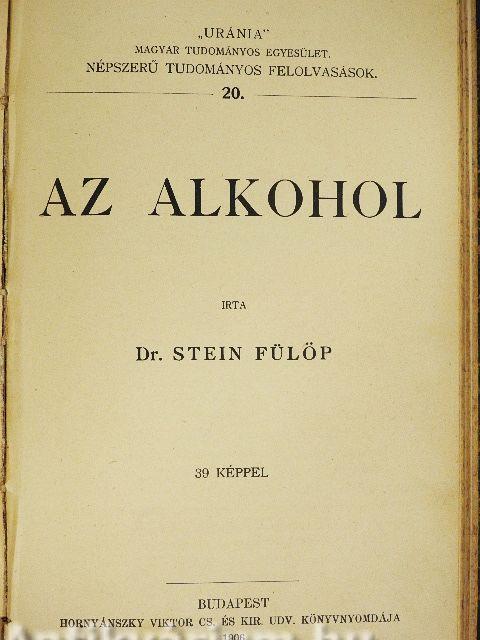 „URÁNIA"
MAGYAR TUDOMÁNYOS EGYESÜLET.
NÉPSZERŰ TUDOMÁNYOS FELOLVASÁSOK.
20.
AZ ALKOHOL
IRTA
Dr. STEIN FÜLÖP
39 KÉPPEL
BUDAPEST
HORNYÁNSZKY VIKTOR CS. ÉS KIR. UDV. KÖNYVNYOMDÁJA
1906